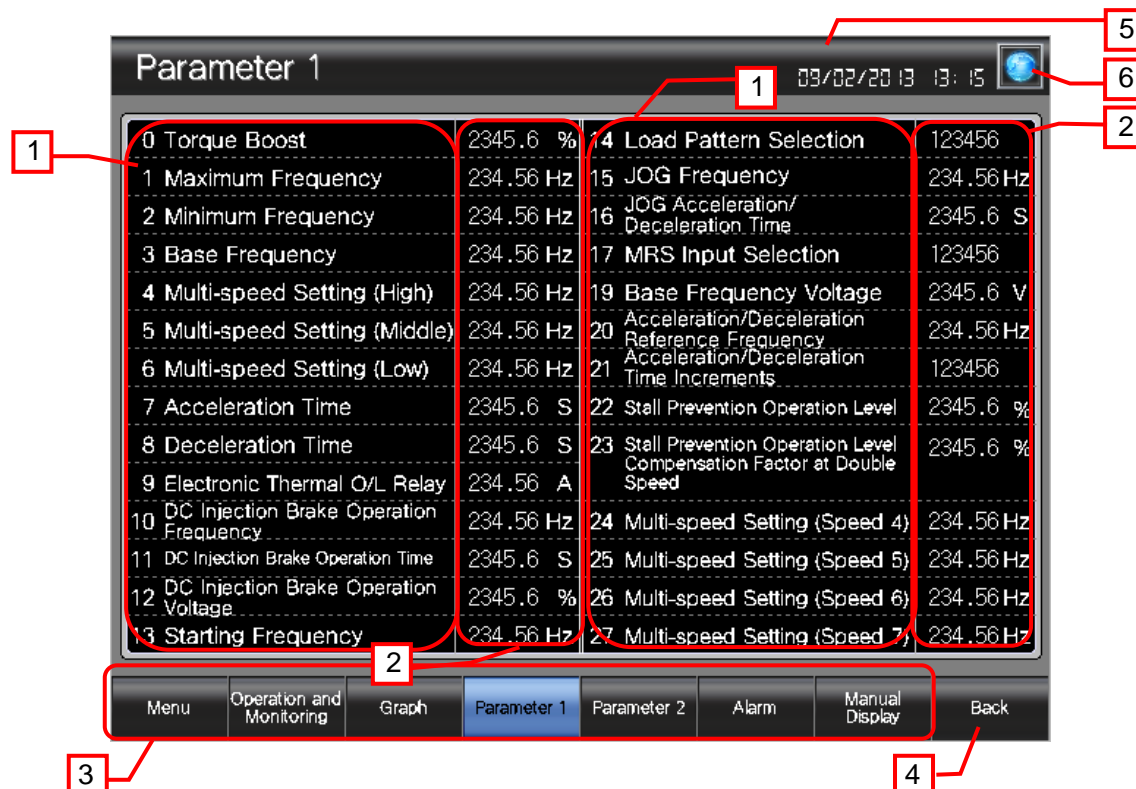 5
Parameter 1
09/02/2013 13:15
6
1
1
2
0 Torque Boost 2345.6 %
1 Maximum Frequency 234.56 Hz
2 Minimum Frequency 234.56 Hz
3 Base Frequency 234.56 Hz
4 Multi-speed Setting (High) 234.56 Hz
5 Multi-speed Setting (Middle) 234.56 Hz
6 Multi-speed Setting (Low) 234.56 Hz
7 Acceleration Time 2345.6 S
8 Deceleration Time 2345.6 S
9 Electronic Thermal O/L Relay 234.56 A
10 DC Injection Brake Operation
Frequency 234.56 Hz
11 DC Injection Brake Operation Time 2345.6 S
12 DC Injection Brake Operation
Voltage 2345.6 %
13 Starting Frequency 234.56 Hz
14 Load Pattern Selection 123456
15 JOG Frequency 234.56 Hz
16 JOG Acceleration/
Deceleration Time 2345.6 S
17 MRS Input Selection 123456
19 Base Frequency Voltage 2345.6 V
20 Acceleration/Deceleration
Reference Frequency 234.56 Hz
21 Acceleration/Deceleration
Time Increments 123456
22 Stall Prevention Operation Level 2345.6 %
23 Stall Prevention Operation Level 2345.6 %
Compensation Factor at Double
Speed
24 Multi-speed Setting (Speed 4) 234.56 Hz
25 Multi-speed Setting (Speed 5) 234.56 Hz
26 Multi-speed Setting (Speed 6) 234.56 Hz
27 Multi-speed Setting (Speed 7) 234.56 Hz
2
Menu
Operation and
Monitoring
Graph
Parameter 1
Parameter 2
Alarm
Manual
Display
Back
3
4